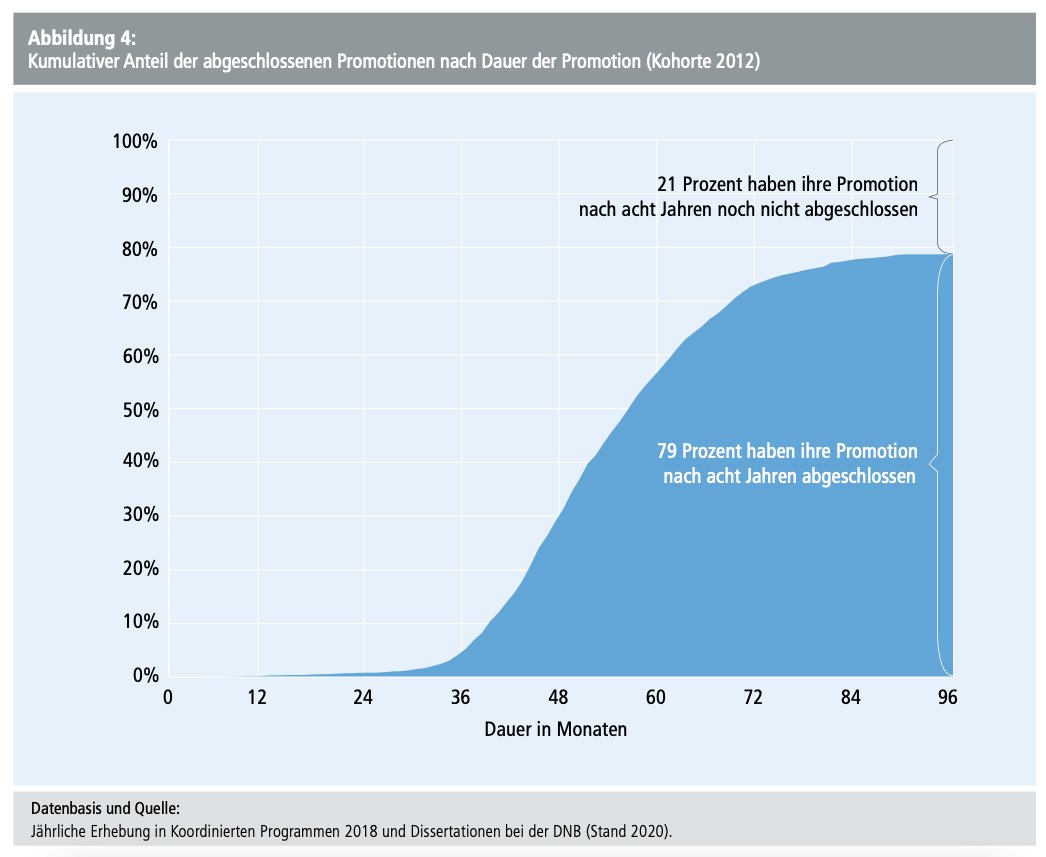 Abbildung 4:
Kumulativer Anteil der abgeschlossenen Promotionen nach Dauer der Promotion (Kohorte 2012)
100%
90%
80%
70%
60%
50%
40%
30%
20%
10%
0%
21 Prozent haben ihre Promotion
nach acht Jahren noch nicht abgeschlossen
79 Prozent haben ihre Promotion
nach acht Jahren abgeschlossen
0 12 24 36 48 60 72 84 96
Dauer in Monaten
Datenbasis und Quelle:
Jährliche Erhebung in Koordinierten Programmen 2018 und Dissertationen bei der DNB (Stand 2020).